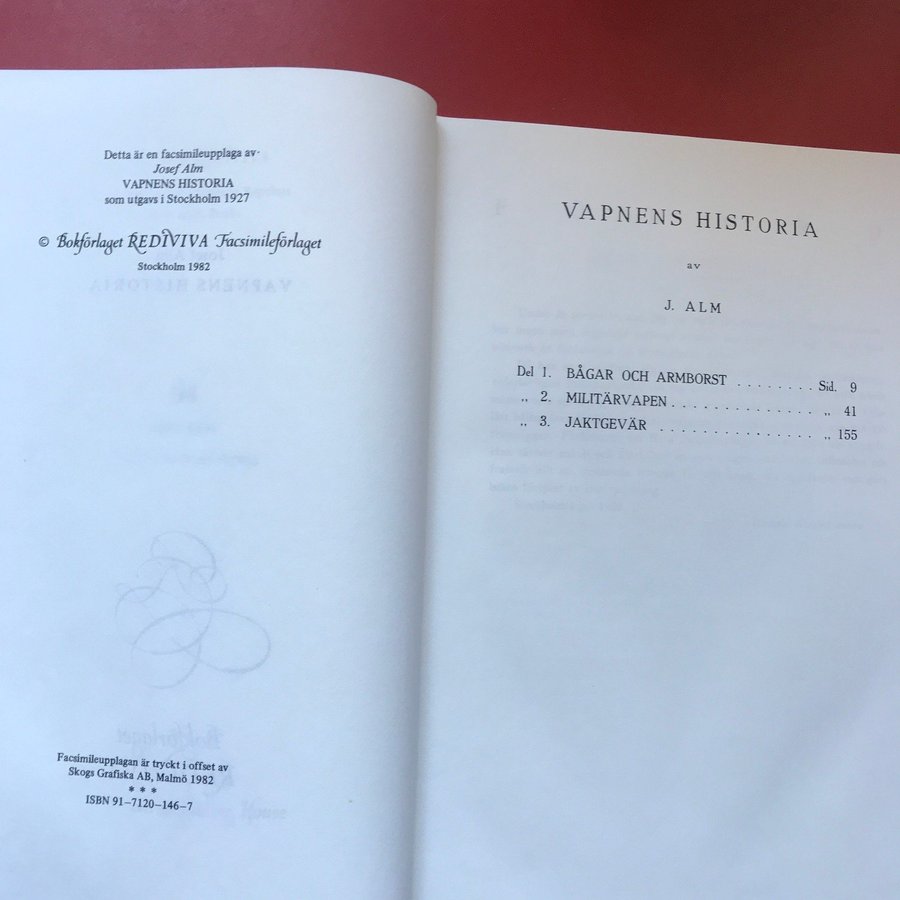 Detta är en facsimileupplaga av
Josef Alm
VAPNENS HISTORIA
som utgavs i Stockholm 1927
© Bokförlaget REDIVIVA Facsimileförlaget
Stockholm 1982
Facsimileupplagan är tryckt i offset av
Skogs Grafiska AB, Malmö 1982
* * *
ISBN 91-7120-146-7
VAPNENS HISTORIA
av
J. ALM
Del 1. BÅGAR OCH ARMBORST ........ Sid. 9
„ 2. MILITÄRVAPEN .............. „ 41
„ 3. JAKTGEVÄR ............... „ 155